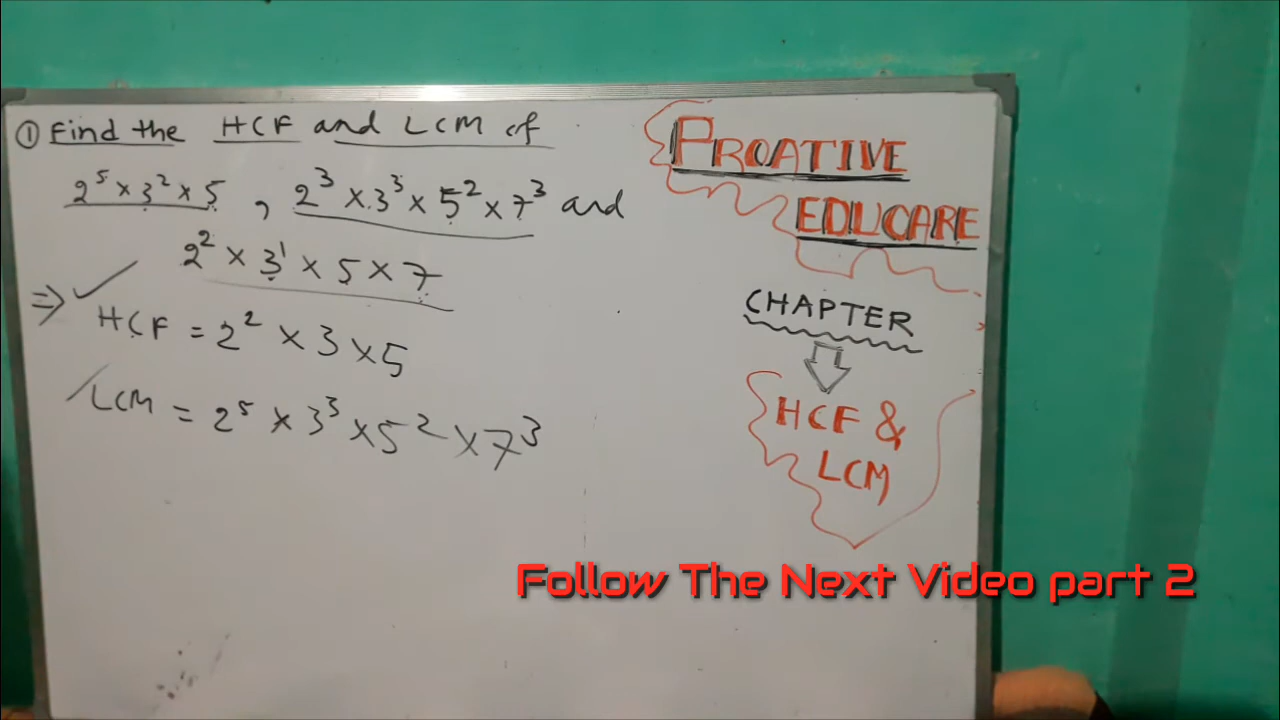 ① Find the HCF and LCM of
2⁵ × 3² × 5 , 2³ × 3³ × 5² × 7³ and
2² × 3¹ × 5 × 7
⇒ HCF = 2² × 3 × 5
LCM = 2⁵ × 3³ × 5² × 7³
PROATIVE
EDUCARE
CHAPTER
HCF &
LCM
Follow The Next Video part 2